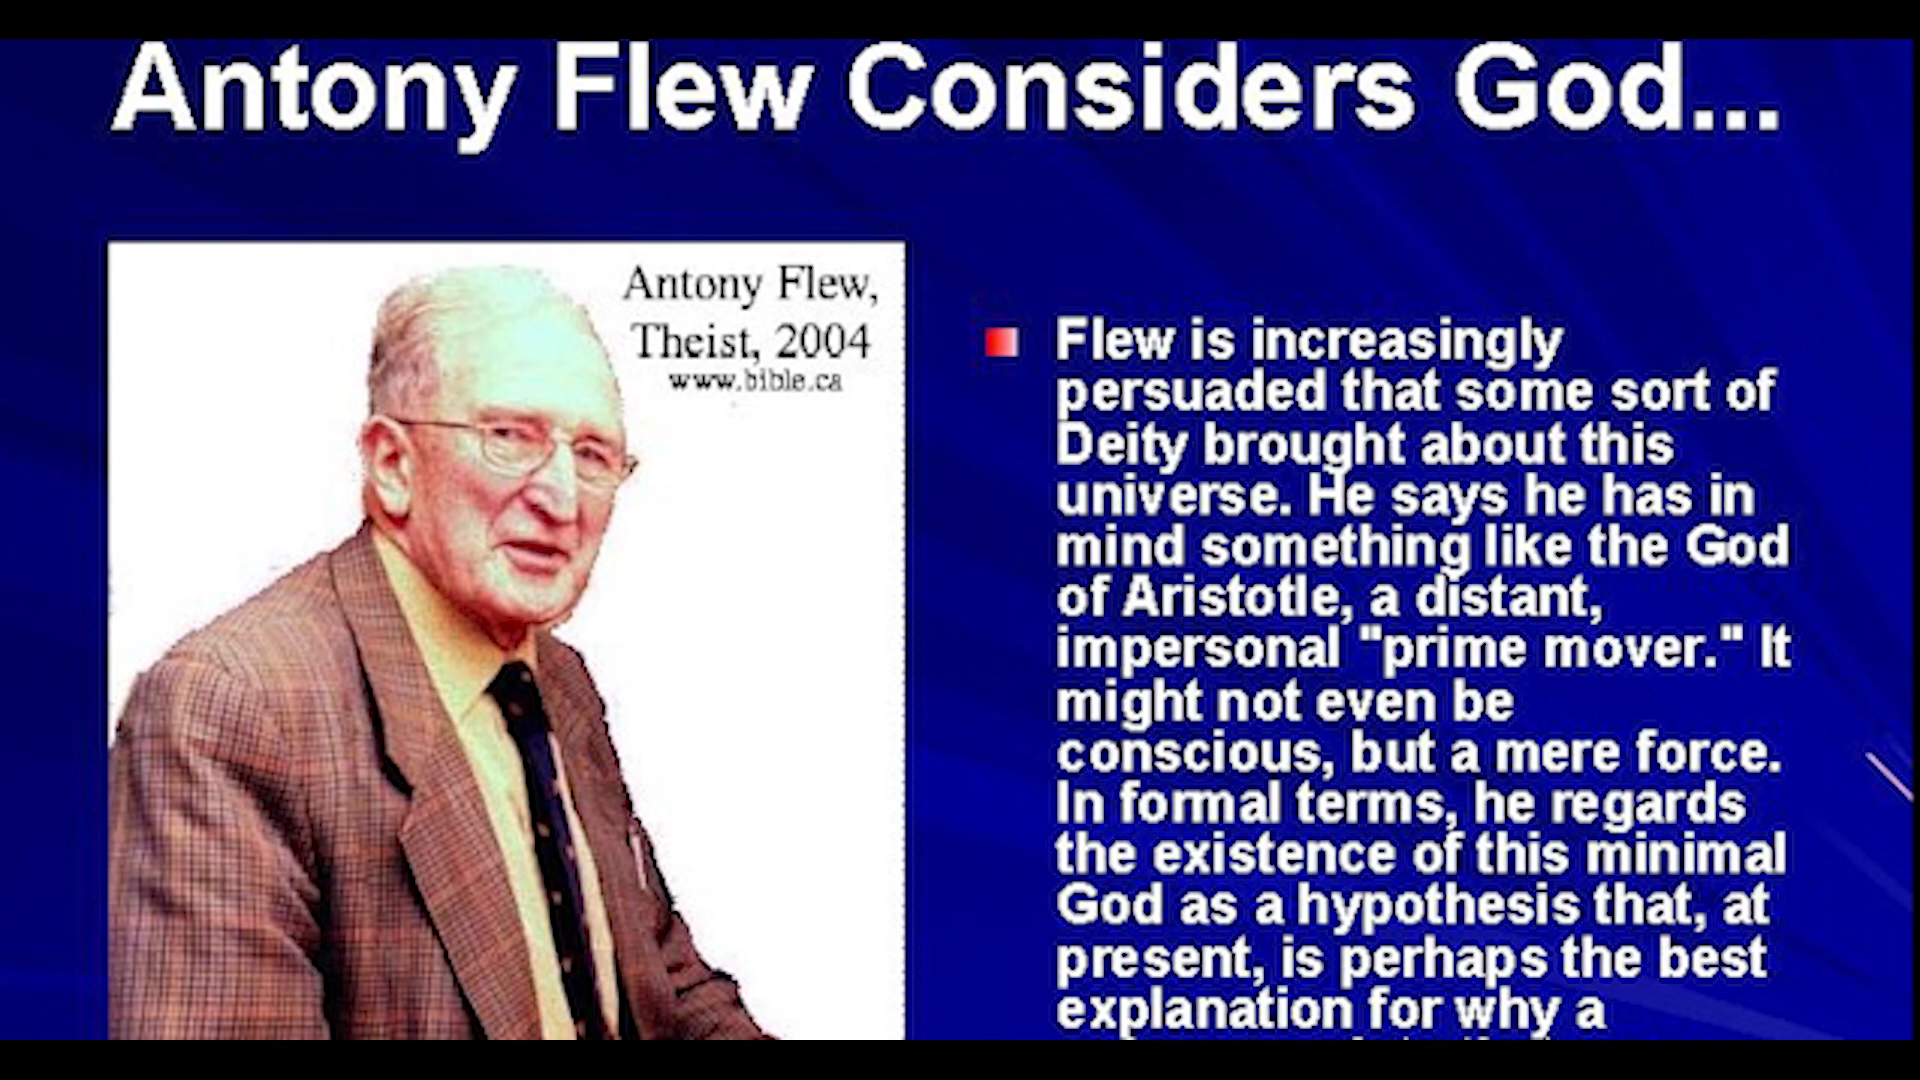 Antony Flew Considers God...
Antony Flew,
Theist, 2004
www.bible.ca
Flew is increasingly
persuaded that some sort of
Deity brought about this
universe. He says he has in
mind something like the God
of Aristotle, a distant,
impersonal "prime mover." It
might not even be
conscious, but a mere force.
In formal terms, he regards
the existence of this minimal
God as a hypothesis that, at
present, is perhaps the best
explanation for why a